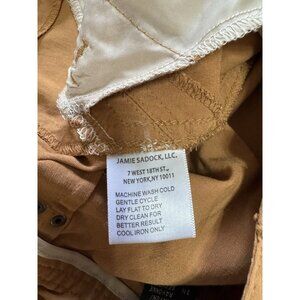 JAMIE SADOCK, LLC.
7 WEST 18TH ST.,
NEW YORK, NY 10011
MACHINE WASH COLD
GENTLE CYCLE
LAY FLAT TO DRY
DRY CLEAN FOR
BETTER RESULT
COOL IRON ONLY